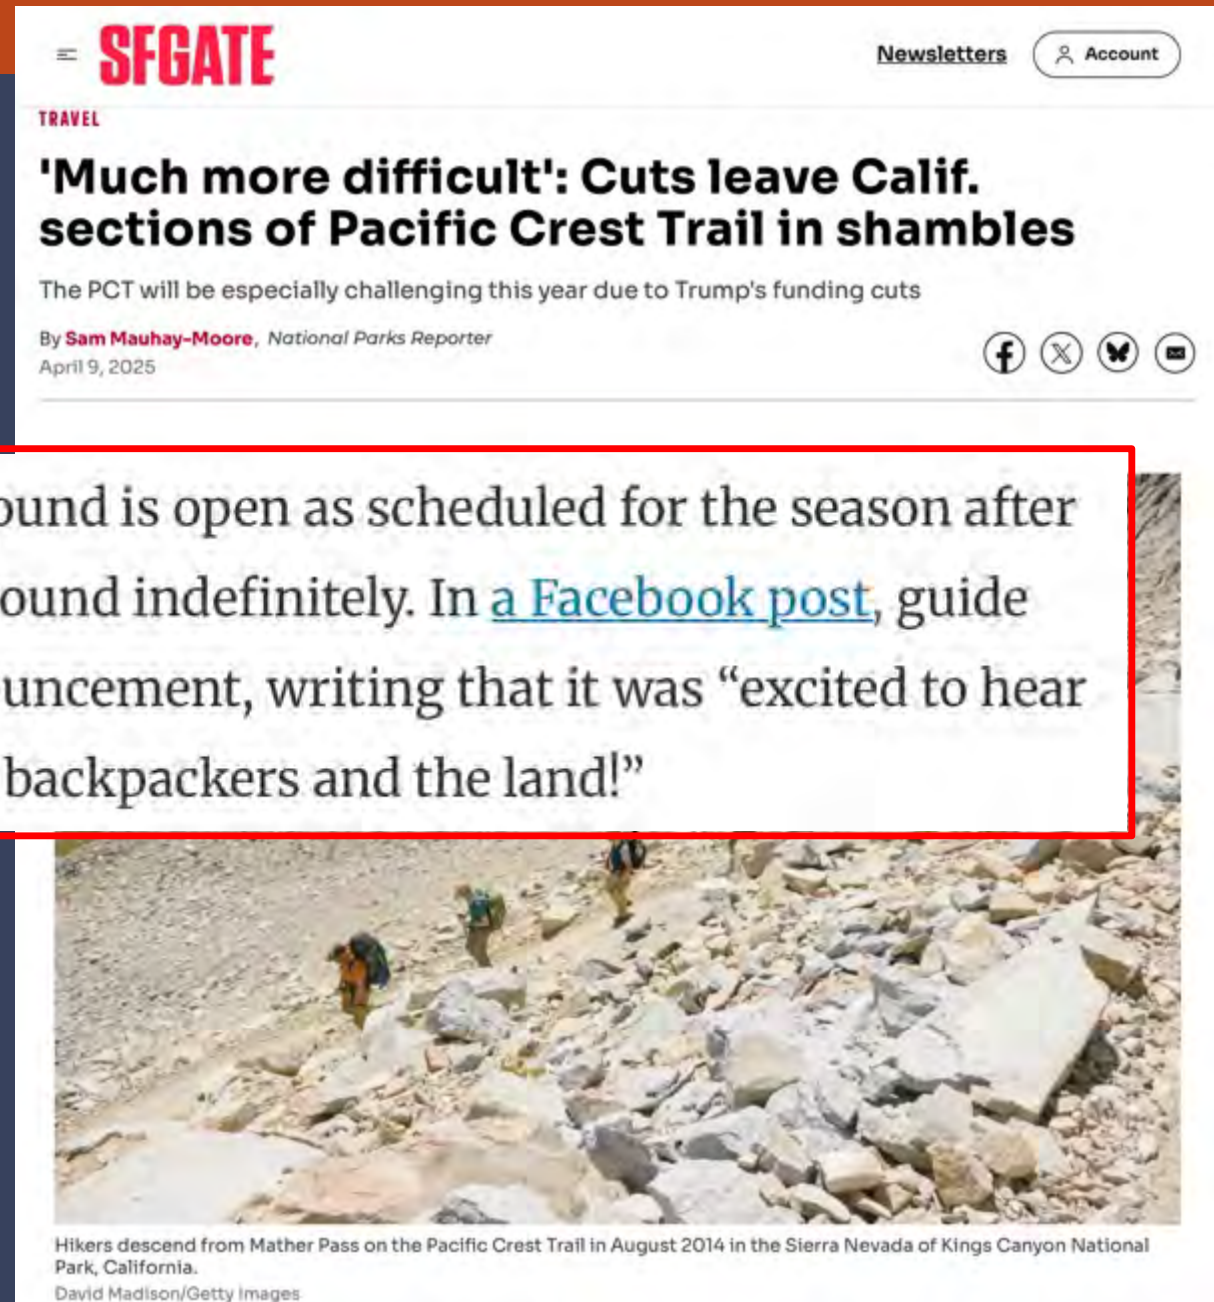 SFGATE
Newsletters
Account
TRAVEL
'Much more difficult': Cuts leave Calif.
sections of Pacific Crest Trail in shambles
The PCT will be especially challenging this year due to Trump's funding cuts
By Sam Mauhay-Moore, National Parks Reporter
April 9, 2025
ound is open as scheduled for the season after
ound indefinitely. In a Facebook post, guide
uncement, writing that it was “excited to hear
backpackers and the land!”
Hikers descend from Mather Pass on the Pacific Crest Trail in August 2014 in the Sierra Nevada of Kings Canyon National
Park, California.
David Madison/Getty Images